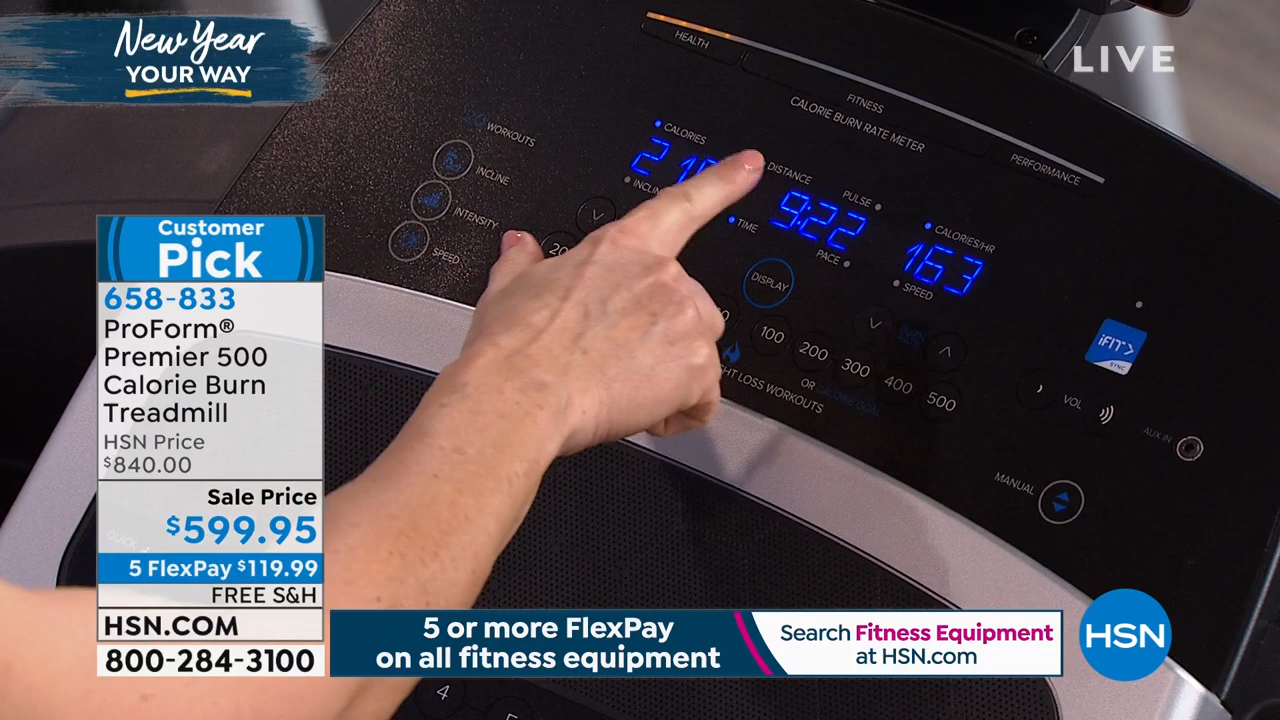 New Year
YOUR WAY
LIVE
HEALTH
FITNESS
CALORIE BURN RATE METER
PERFORMANCE
WORKOUTS
INCLINE
INTENSITY
SPEED
CALORIES
DISTANCE
PULSE
9:22
TIME
PACE
CALORIES/HR
163
SPEED
DISPLAY
100
200
300
400
500
OR
WORKOUTS
iFIT
SYNC
VOL
AUX IN
MANUAL
Customer
Pick
658-833
ProForm®
Premier 500
Calorie Burn
Treadmill
HSN Price
$840.00
Sale Price
$599.95
5 FlexPay $119.99
FREE S&H
HSN.COM
800-284-3100
5 or more FlexPay
on all fitness equipment
Search Fitness Equipment
at HSN.com
HSN
4